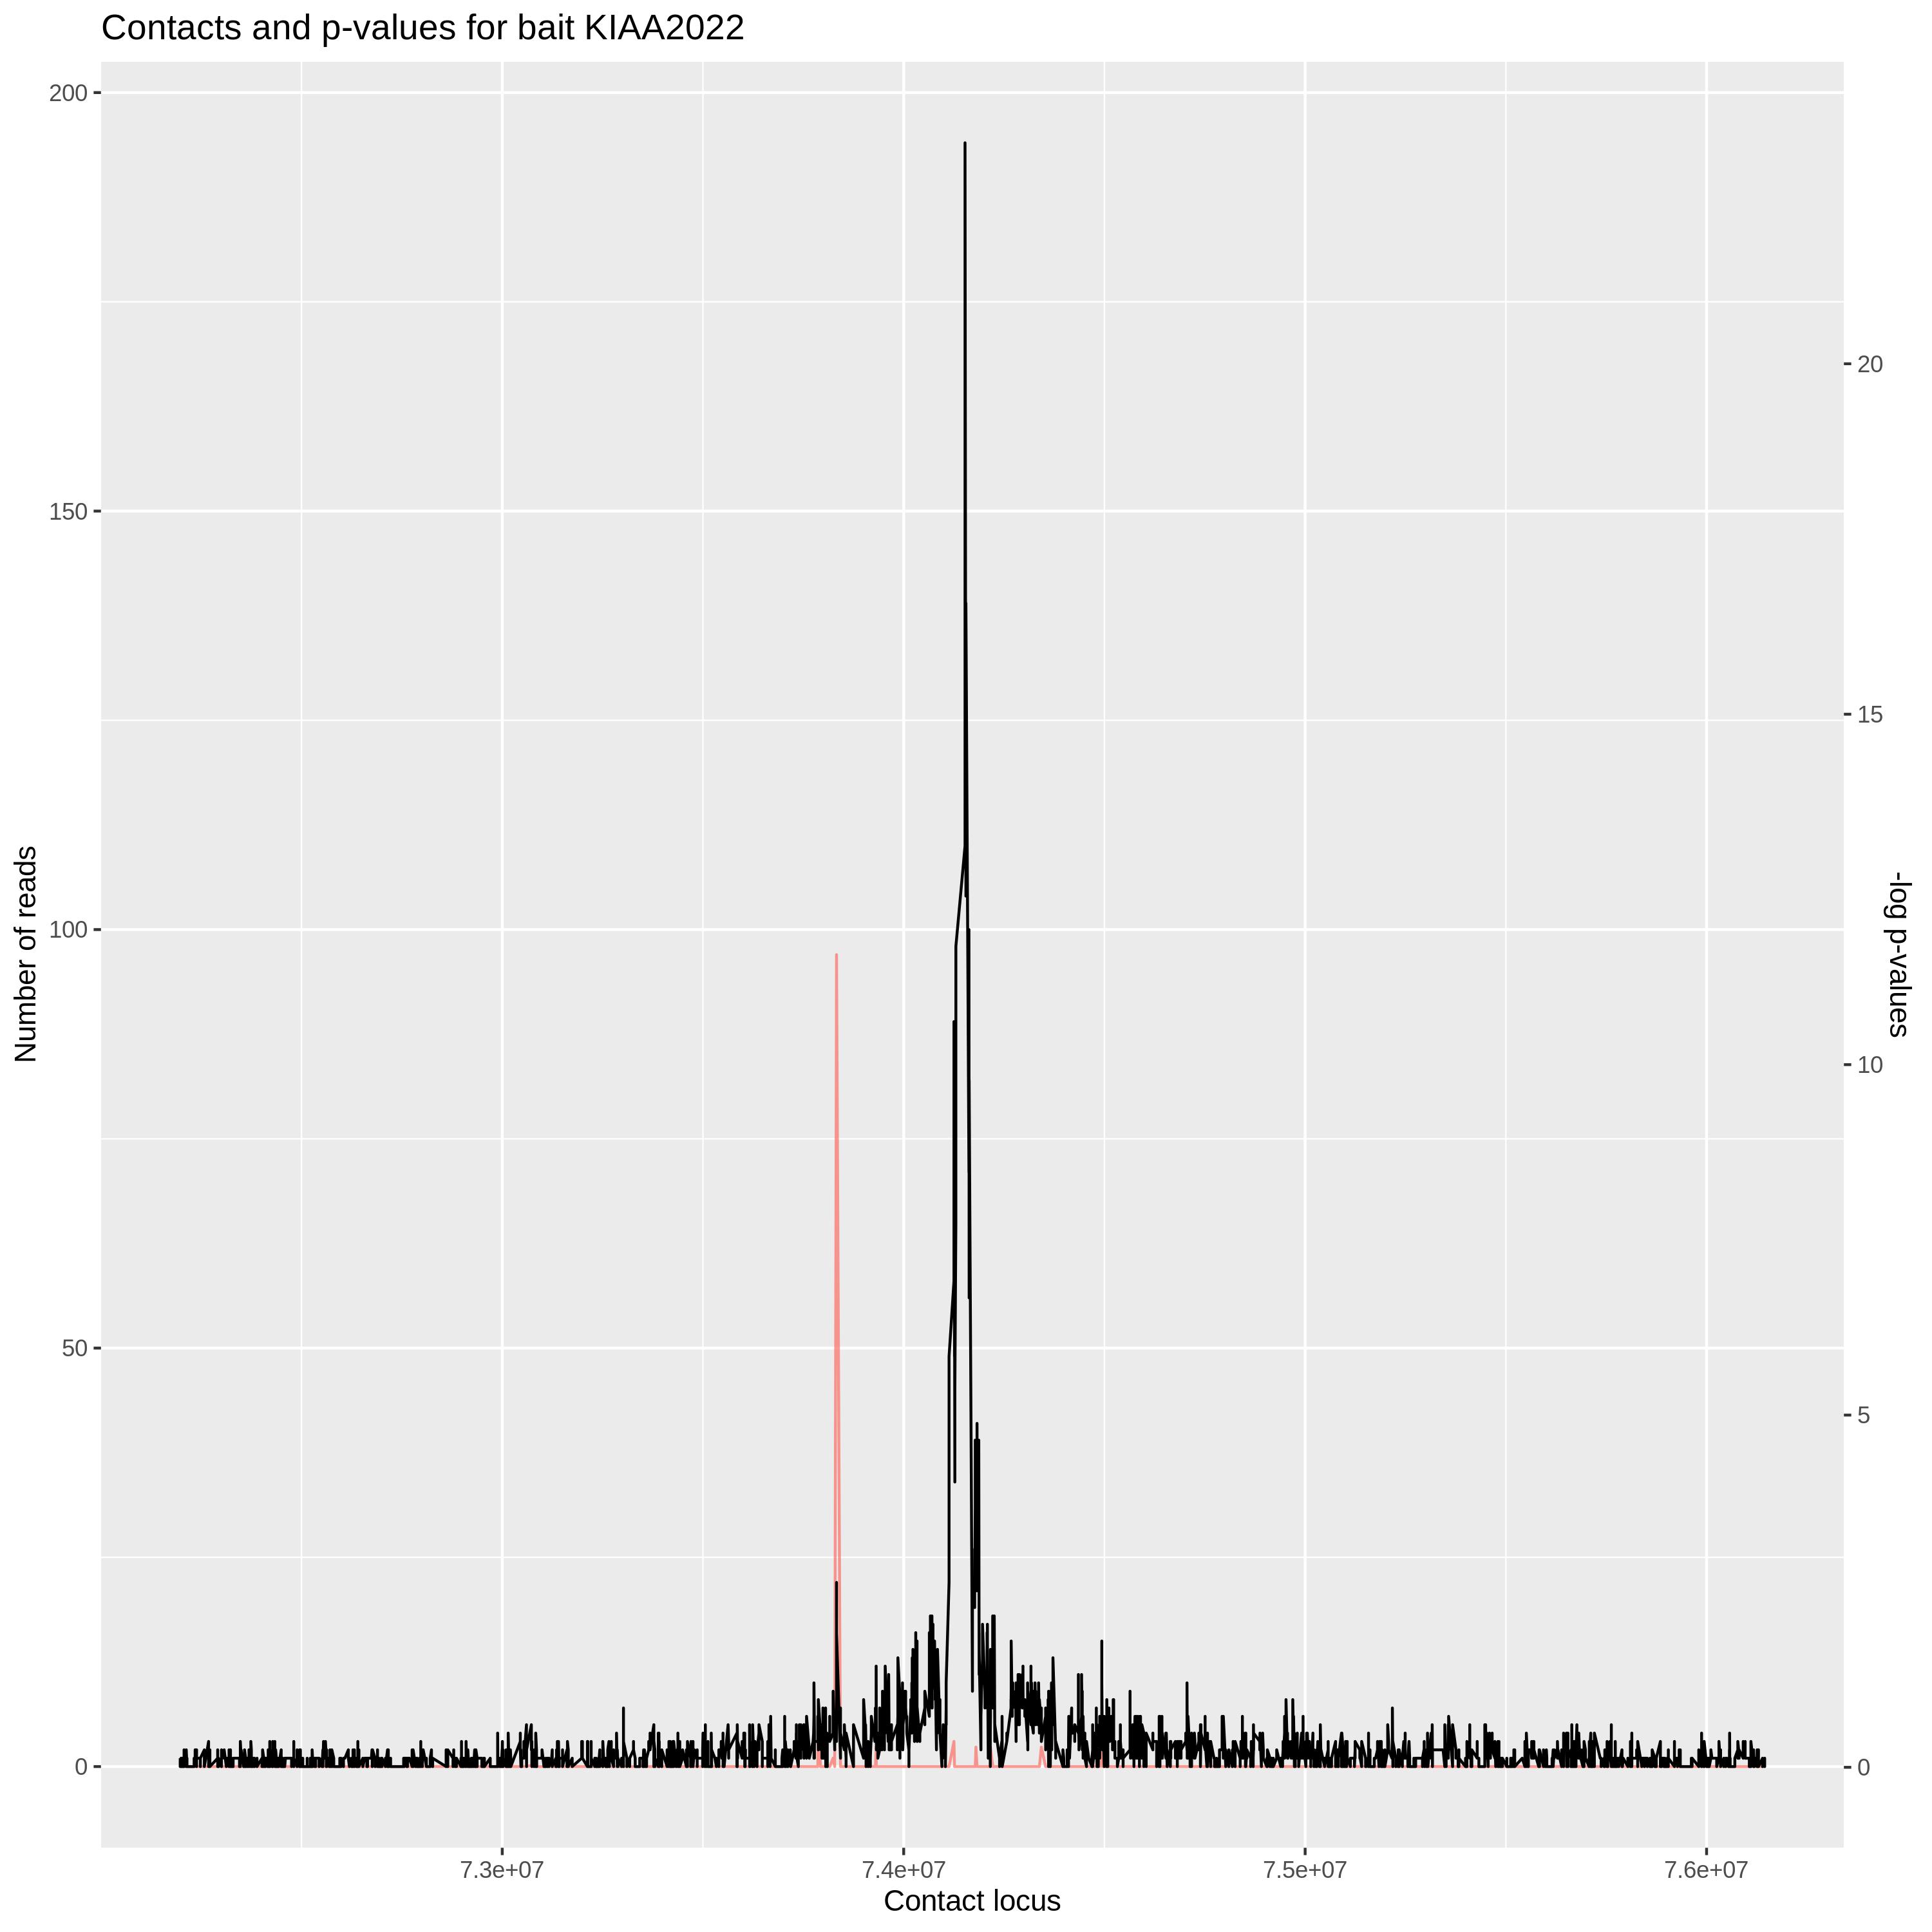 Contacts and p-values for bait KIAA2022
200
150
100
50
0
Number of reads
20
15
10
5
0
-log p-values
7.3e+07
7.4e+07
7.5e+07
7.6e+07
Contact locus